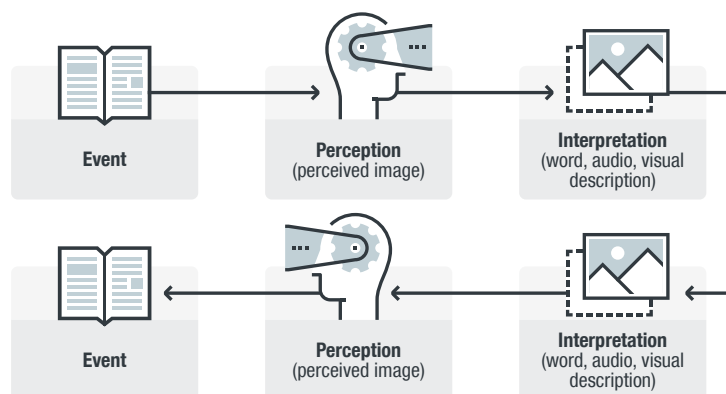 Event
Perception
(perceived image)
Interpretation
(word, audio, visual
description)
Event
Perception
(perceived image)
Interpretation
(word, audio, visual
description)